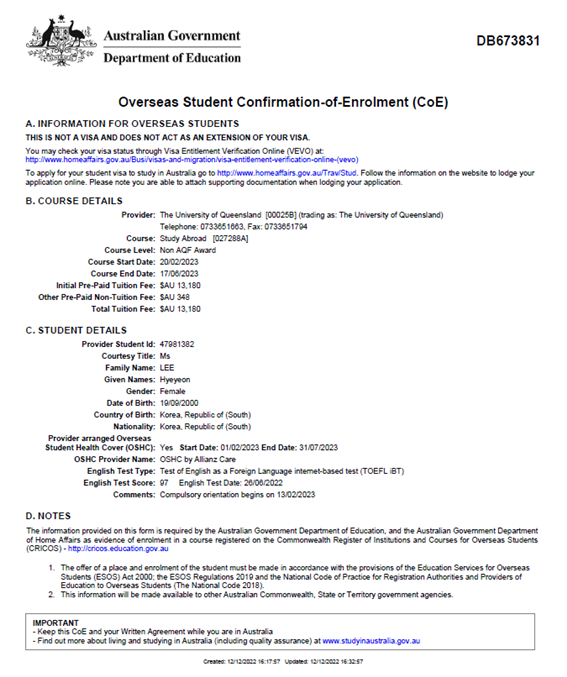 Australian Government
Department of Education
DB673831
Overseas Student Confirmation-of-Enrolment (CoE)
A. INFORMATION FOR OVERSEAS STUDENTS
THIS IS NOT A VISA AND DOES NOT ACT AS AN EXTENSION OF YOUR VISA.
You may check your visa status through Visa Entitlement Verification Online (VEVO) at:
http://www.homeaffairs.gov.au/Busi/visas-and-migration/visa-entitlement-verification-online-(vevo)
To apply for your student visa to study in Australia go to http://www.homeaffairs.gov.au/Trav/Stud. Follow the information on the website to lodge your
application online. Please note you are able to attach supporting documentation when lodging your application.
B. COURSE DETAILS
Provider: The University of Queensland [00025B] (trading as: The University of Queensland)
Telephone: 0733651663, Fax: 0733651794
Course: Study Abroad [027288A]
Course Level: Non AQF Award
Course Start Date: 20/02/2023
Course End Date: 17/06/2023
Initial Pre-Paid Tuition Fee: $AU 13,180
Other Pre-Paid Non-Tuition Fee: $AU 348
Total Tuition Fee: $AU 13,180
C. STUDENT DETAILS
Provider Student Id: 47981382
Courtesy Title: Ms
Family Name: LEE
Given Names: Hyeyeon
Gender: Female
Date of Birth: 19/09/2000
Country of Birth: Korea, Republic of (South)
Nationality: Korea, Republic of (South)
Provider arranged Overseas
Student Health Cover (OSHC): Yes Start Date: 01/02/2023 End Date: 31/07/2023
OSHC Provider Name: OSHC by Allianz Care
English Test Type: Test of English as a Foreign Language internet-based test (TOEFL iBT)
English Test Score: 97 English Test Date: 26/06/2022
Comments: Compulsory orientation begins on 13/02/2023
D. NOTES
The information provided on this form is required by the Australian Government Department of Education, and the Australian Government Department
of Home Affairs as evidence of enrolment in a course registered on the Commonwealth Register of Institutions and Courses for Overseas Students
(CRICOS) - http://cricos.education.gov.au
1. The offer of a place and enrolment of the student must be made in accordance with the provisions of the Education Services for Overseas
Students (ESOS) Act 2000; the ESOS Regulations 2019 and the National Code of Practice for Registration Authorities and Providers of
Education to Overseas Students (The National Code 2018).
2. This information will be made available to other Australian Commonwealth, State or Territory government agencies.
IMPORTANT
- Keep this CoE and your Written Agreement while you are in Australia
- Find out more about living and studying in Australia (including quality assurance) at www.studyinaustralia.gov.au
Created: 12/12/2022 16:17:57 Updated: 12/12/2022 16:32:57